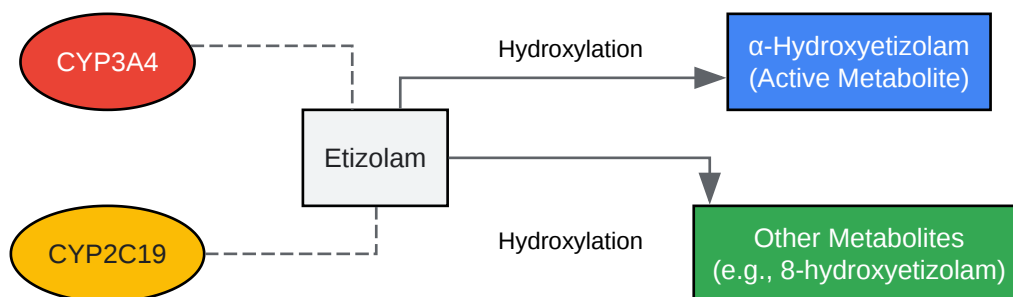 CYP3A4
Hydroxylation
α-Hydroxyetizolam
(Active Metabolite)
Etizolam
CYP2C19
Hydroxylation
Other Metabolites
(e.g., 8-hydroxyetizolam)